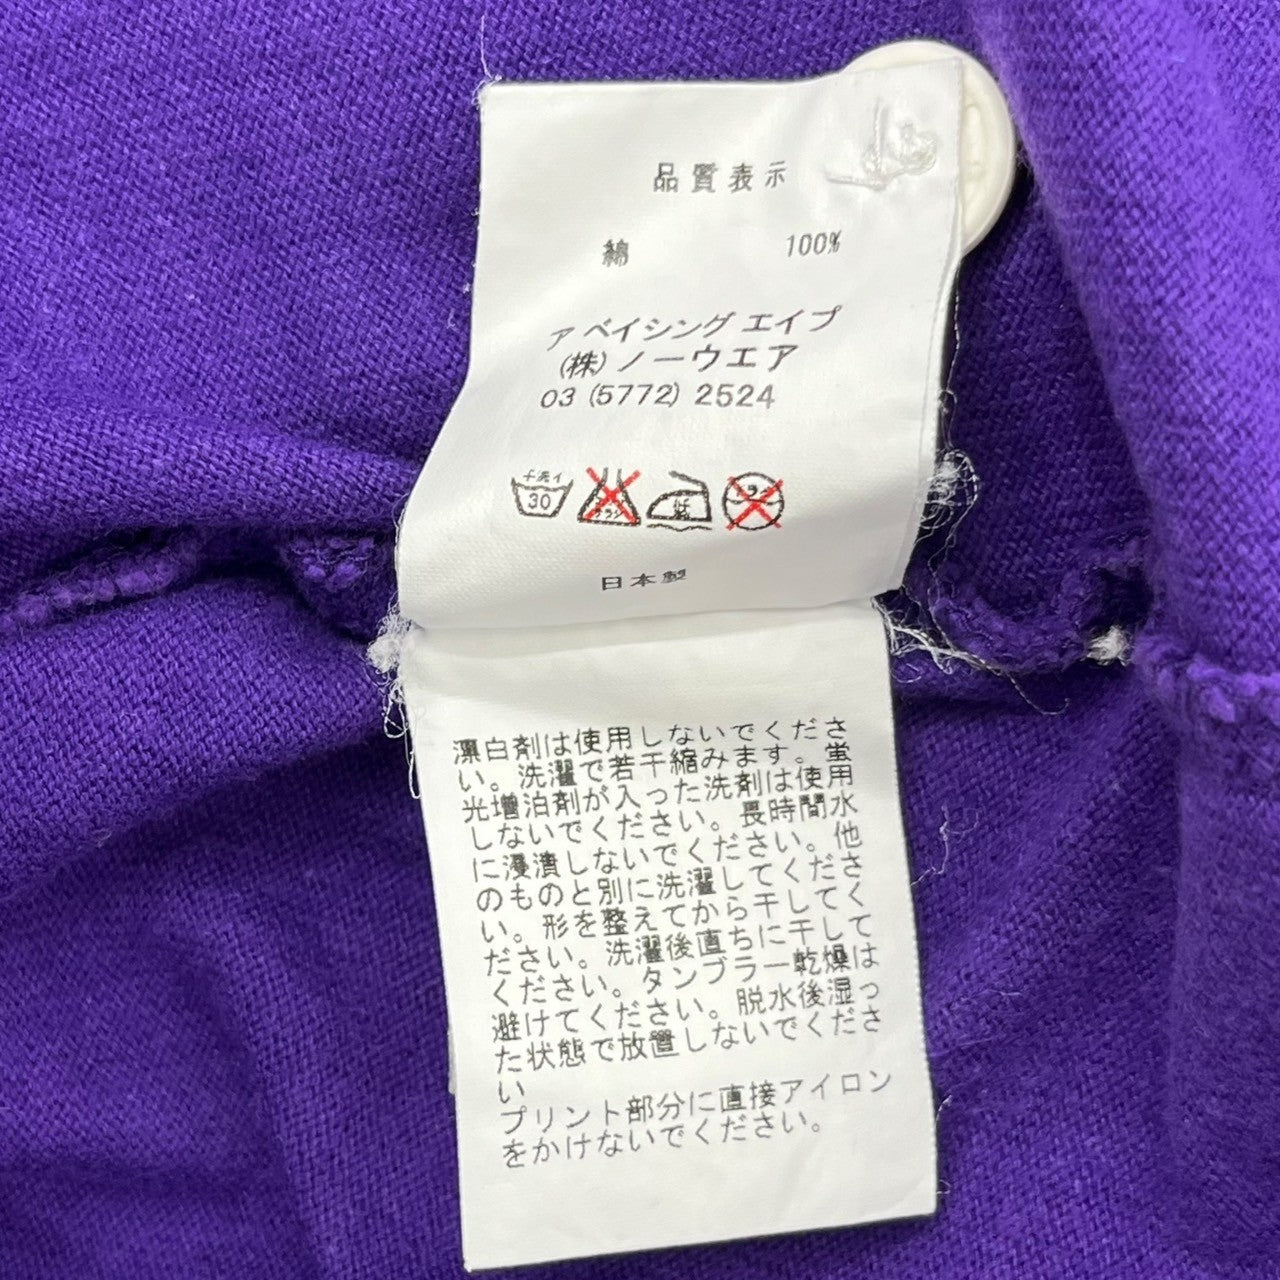 品質表示
綿 100%
ア ベイシング エイプ
(株)ノーウエア
03 (5772) 2524
手洗イ
30
日本製
漂白剤は使用しないでくださ
い。洗濯で若干縮みます。蛍
光増泊剤が入った洗剤は使用
しないでください。長時間水
に浸漬しないでください。他
のものと別に洗濯してくださ
い。形を整えてから干してく
ださい。洗濯後直ちに干して
ください。タンブラー乾燥は
避けてください。脱水後湿っ
た状態で放置しないでくださ
い
プリント部分に直接アイロン
をかけないでください。